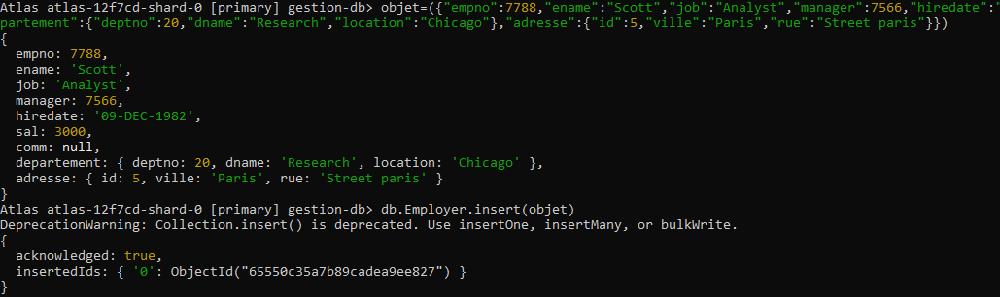 Atlas atlas-12f7cd-shard-0 [primary] gestion-db> objet=({"empno":7788,"ename":"Scott","job":"Analyst","manager":7566,"hiredate":"
partement":{"deptno":20,"dname":"Research","location":"Chicago"},"adresse":{"id":5,"ville":"Paris","rue":"Street paris"}})
{
  empno: 7788,
  ename: 'Scott',
  job: 'Analyst',
  manager: 7566,
  hiredate: '09-DEC-1982',
  sal: 3000,
  comm: null,
  departement: { deptno: 20, dname: 'Research', location: 'Chicago' },
  adresse: { id: 5, ville: 'Paris', rue: 'Street paris' }
}
Atlas atlas-12f7cd-shard-0 [primary] gestion-db> db.Employer.insert(objet)
DeprecationWarning: Collection.insert() is deprecated. Use insertOne, insertMany, or bulkWrite.
{
  acknowledged: true,
  insertedIds: { '0': ObjectId("65550c35a7b89cadea9ee827") }
}